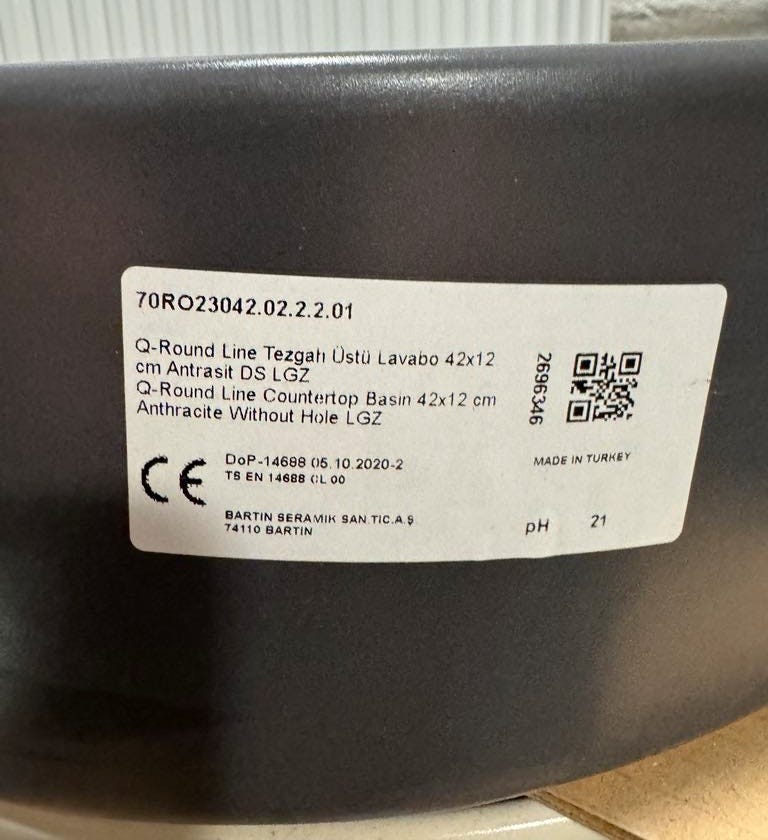 70RO23042.02.2.2.01
Q-Round Line Tezgah Üstü Lavabo 42x12
cm Antrasit DS LGZ
Q-Round Line Countertop Basin 42x12 cm
Anthracite Without Hole LGZ
2696346
CE
DoP-14688 05.10.2020-2
TS EN 14688 CL 00
MADE IN TURKEY
BARTIN SERAMIK SAN.TIC.A.Ş
74110 BARTIN
pH 21